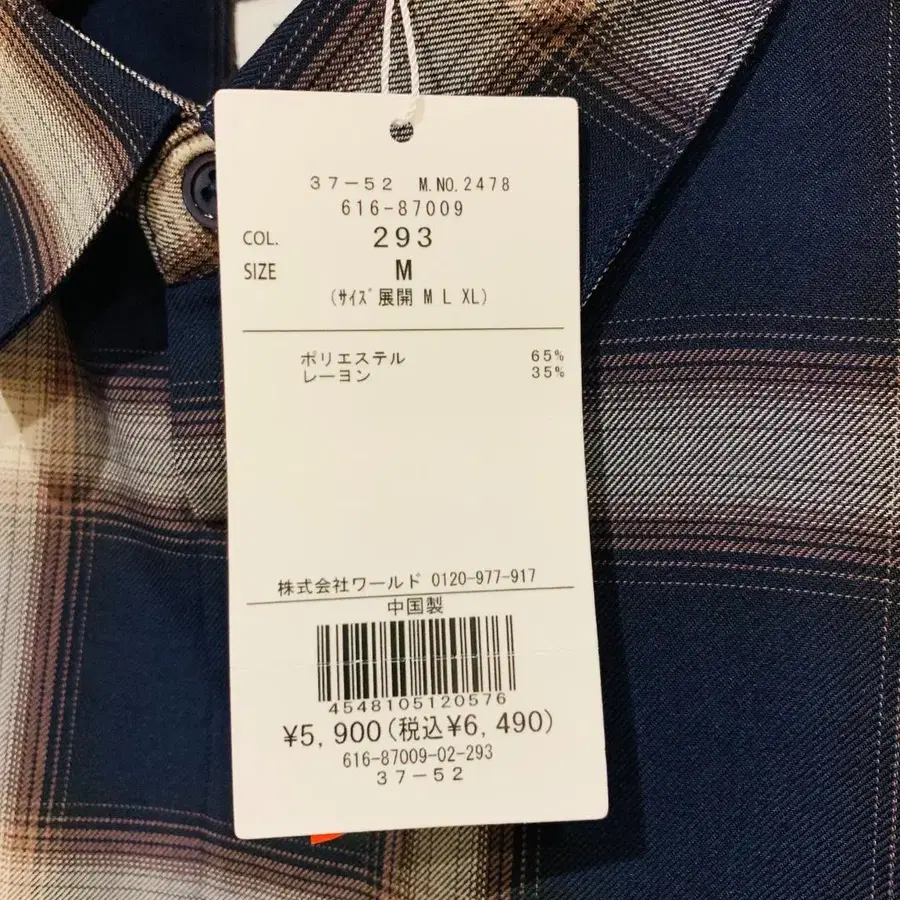 37-52 M.NO.2478
616-87009
COL. 293
SIZE M
(サイズ展開 M L XL)
ポリエステル 65%
レーヨン 35%
株式会社ワールド 0120-977-917
中国製
4548105120576
¥5,900(税込¥6,490)
616-87009-02-293
37-52